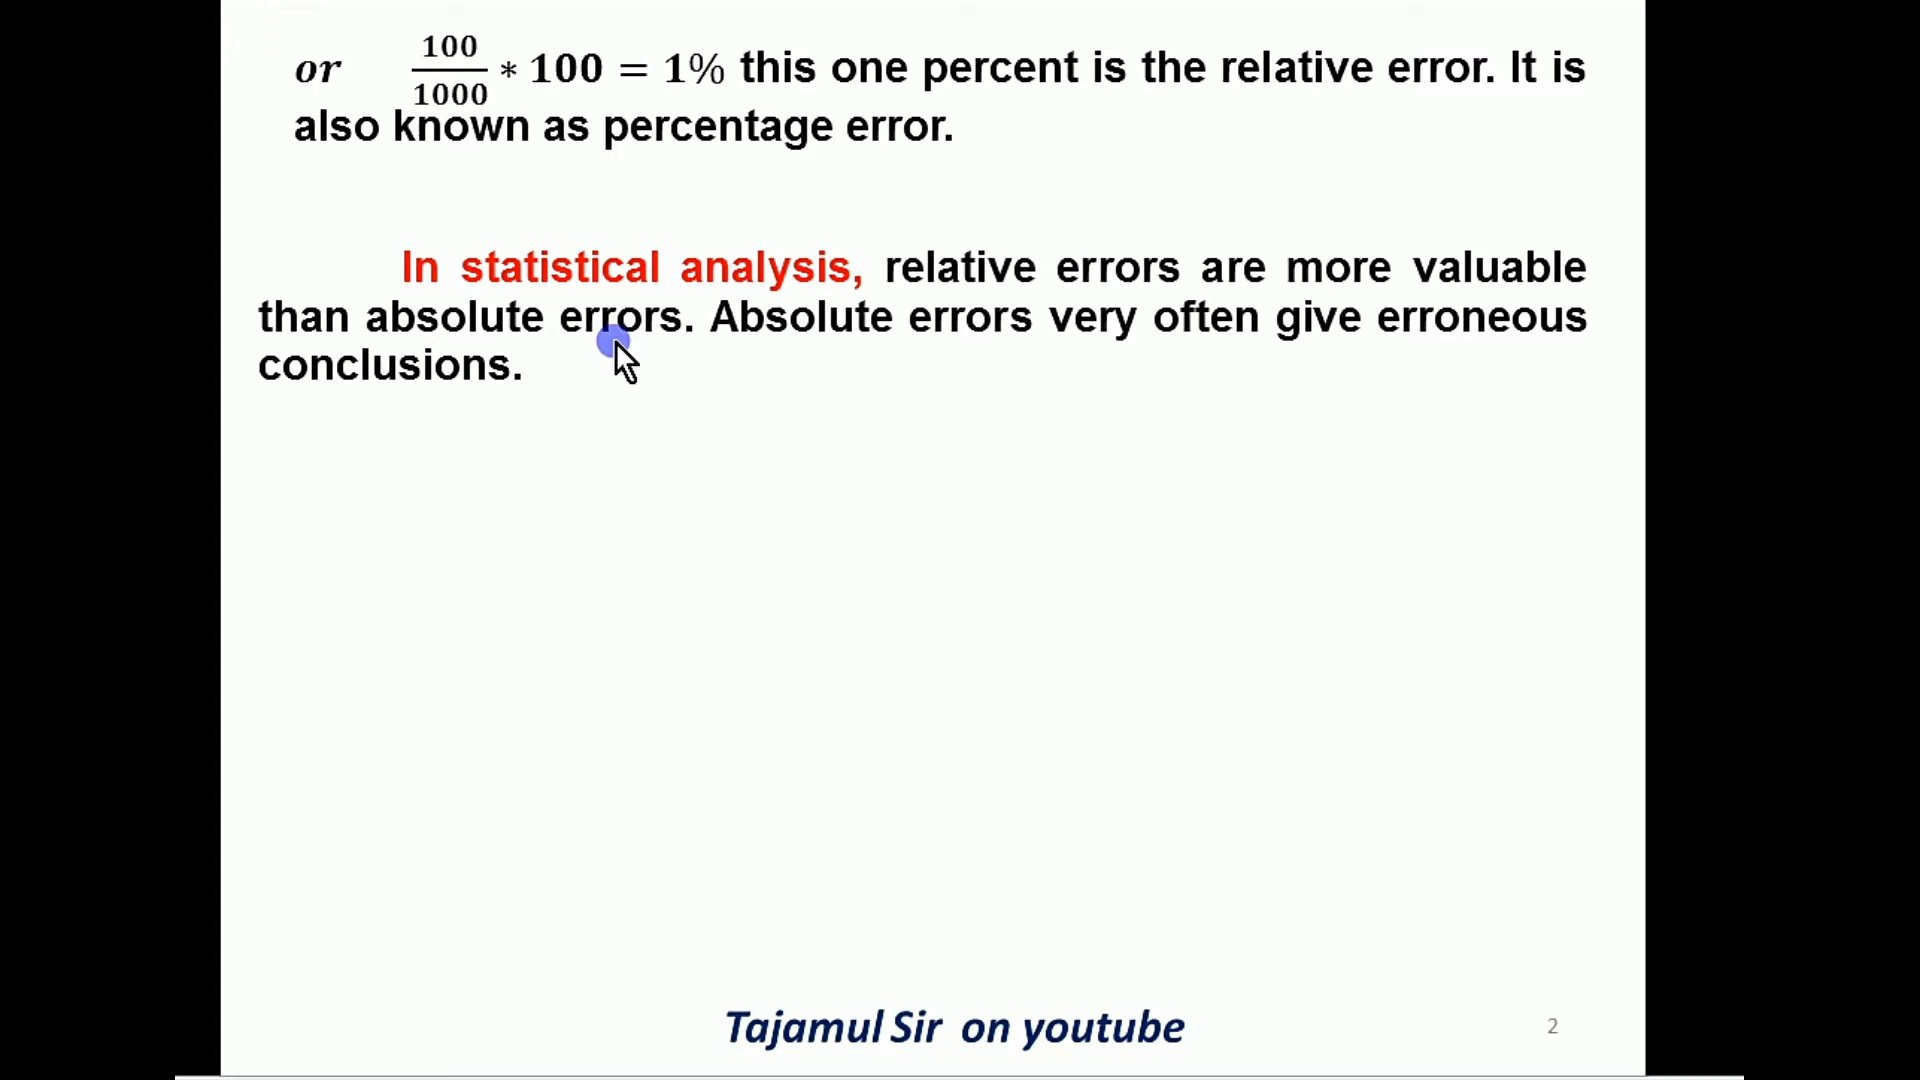 or 100/1000 * 100 = 1% this one percent is the relative error. It is
also known as percentage error.
In statistical analysis, relative errors are more valuable
than absolute errors. Absolute errors very often give erroneous
conclusions.
Tajamul Sir on youtube
2